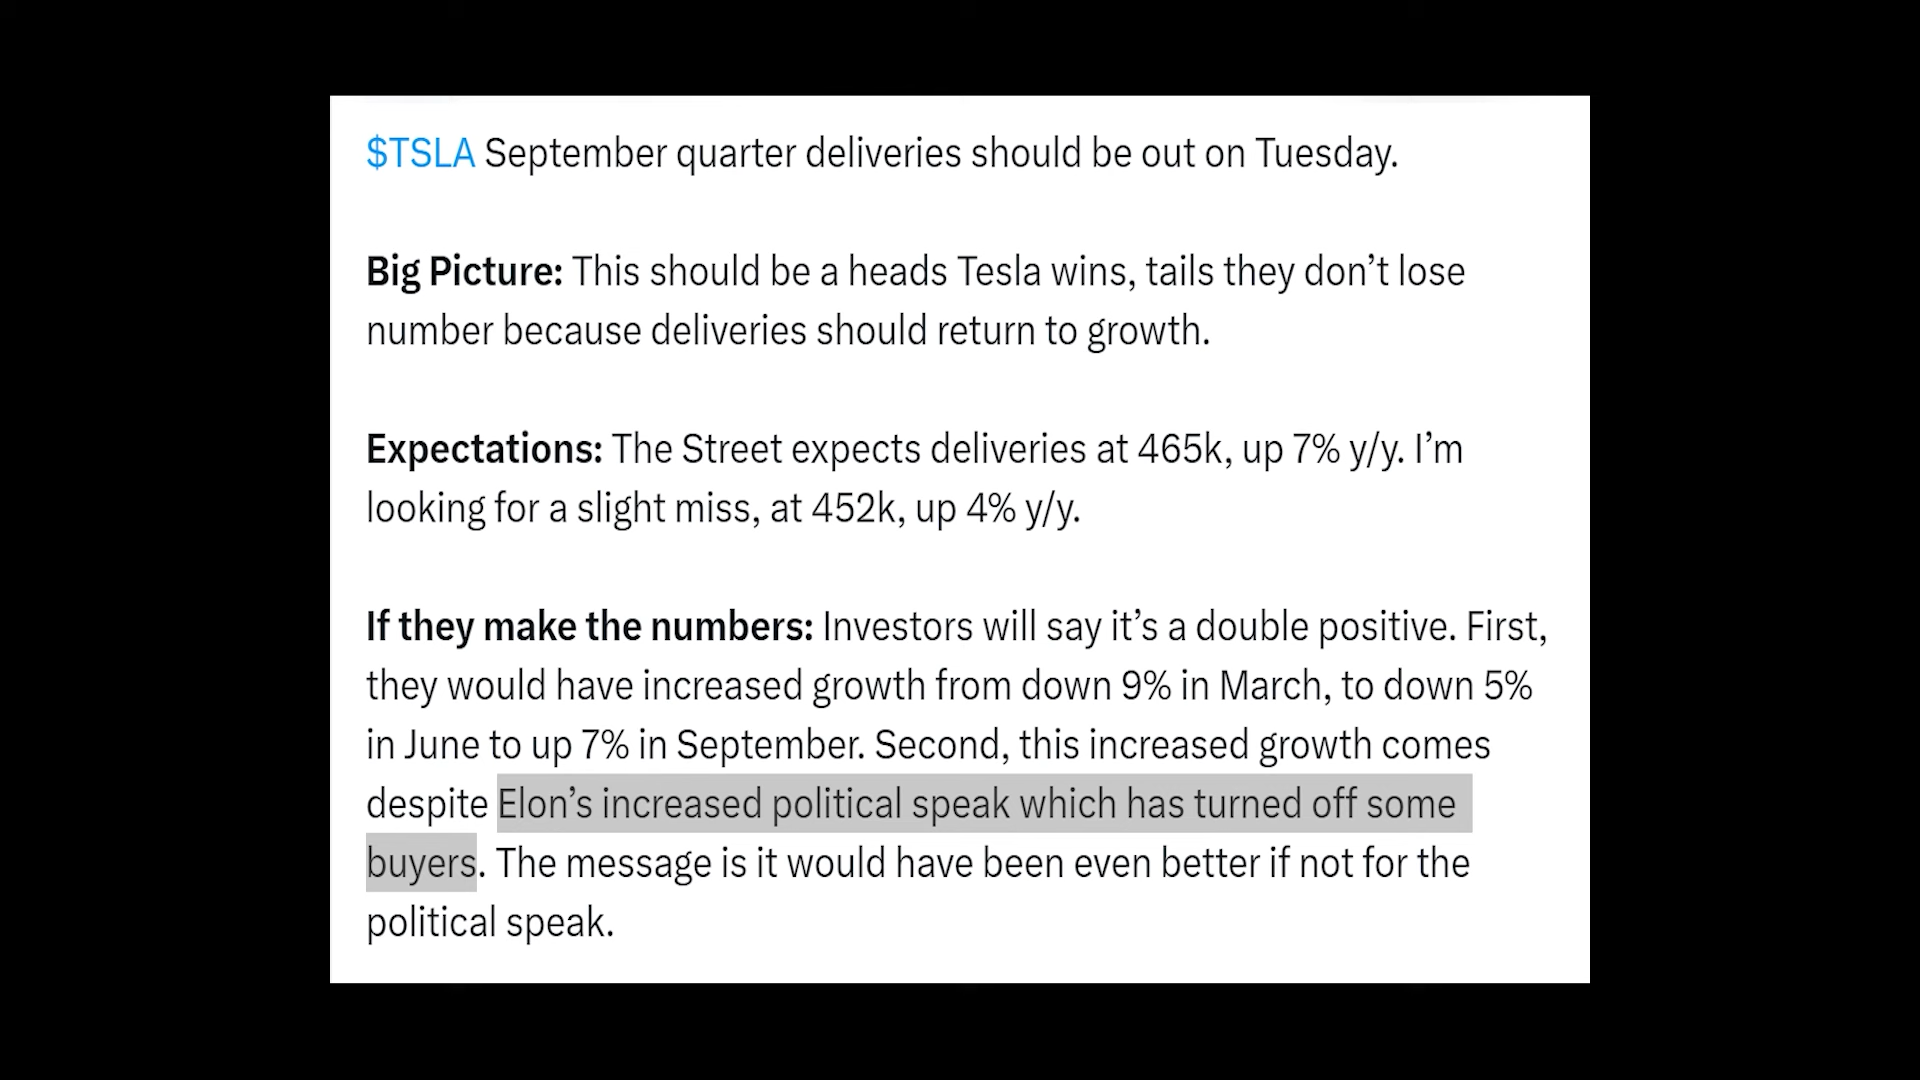 $TSLA September quarter deliveries should be out on Tuesday.
Big Picture: This should be a heads Tesla wins, tails they don’t lose
number because deliveries should return to growth.
Expectations: The Street expects deliveries at 465k, up 7% y/y. I’m
looking for a slight miss, at 452k, up 4% y/y.
If they make the numbers: Investors will say it’s a double positive. First,
they would have increased growth from down 9% in March, to down 5%
in June to up 7% in September. Second, this increased growth comes
despite Elon’s increased political speak which has turned off some
buyers. The message is it would have been even better if not for the
political speak.